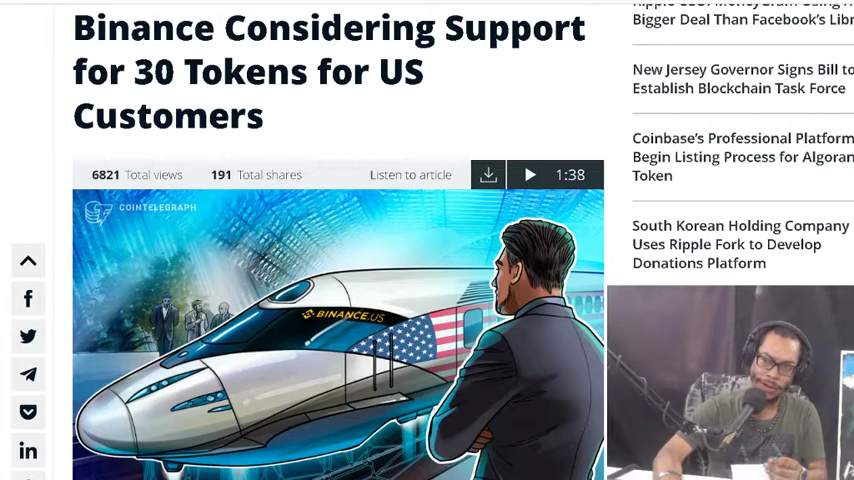 Binance Considering Support
for 30 Tokens for US
Customers
6821 Total views
191 Total shares
Listen to article
1:38
COINTELEGRAPH
BINANCE.US
Bigger Deal Than Facebook's Libr
New Jersey Governor Signs Bill to
Establish Blockchain Task Force
Coinbase's Professional Platform
Begin Listing Process for Algoran
Token
South Korean Holding Company
Uses Ripple Fork to Develop
Donations Platform